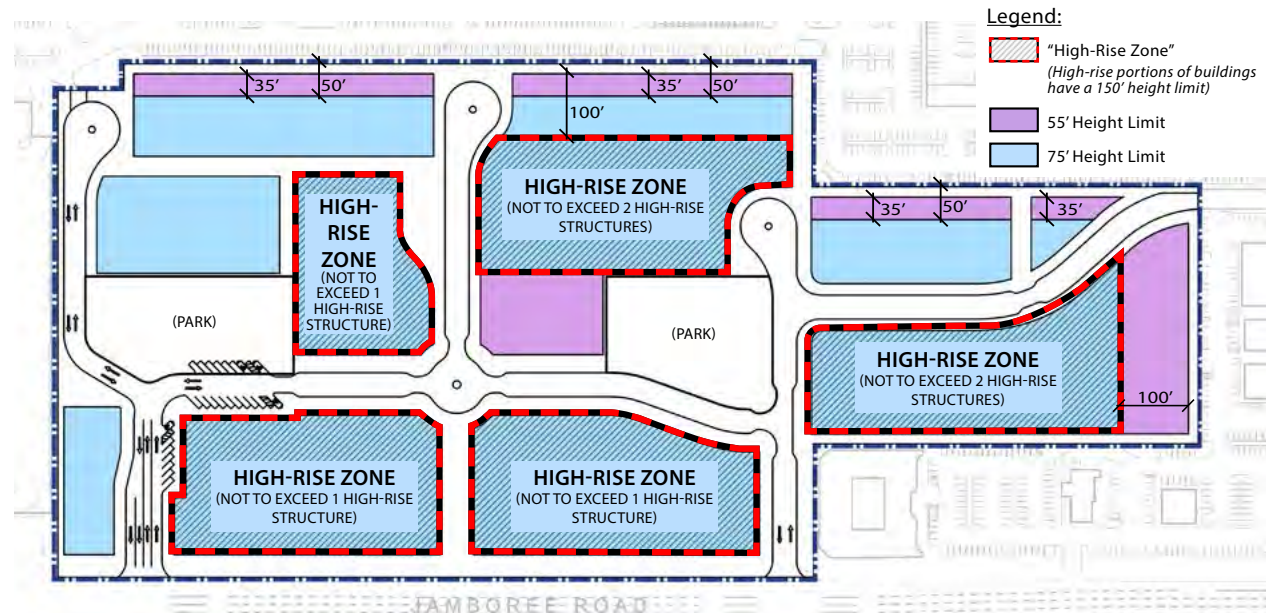 Legend:
"High-Rise Zone"
(High-rise portions of buildings
have a 150' height limit)
55' Height Limit
75' Height Limit
35'
50'
35'
50'
100'
HIGH-RISE ZONE
(NOT TO EXCEED 2 HIGH-RISE
STRUCTURES)
HIGH-
RISE
ZONE
(NOT TO
EXCEED 1
HIGH-RISE
STRUCTURE)
35'
50'
35'
(PARK)
(PARK)
HIGH-RISE ZONE
(NOT TO EXCEED 2 HIGH-RISE
STRUCTURES)
100'
HIGH-RISE ZONE
(NOT TO EXCEED 1 HIGH-RISE
STRUCTURE)
HIGH-RISE ZONE
(NOT TO EXCEED 1 HIGH-RISE
STRUCTURE)
JAMBOREE ROAD